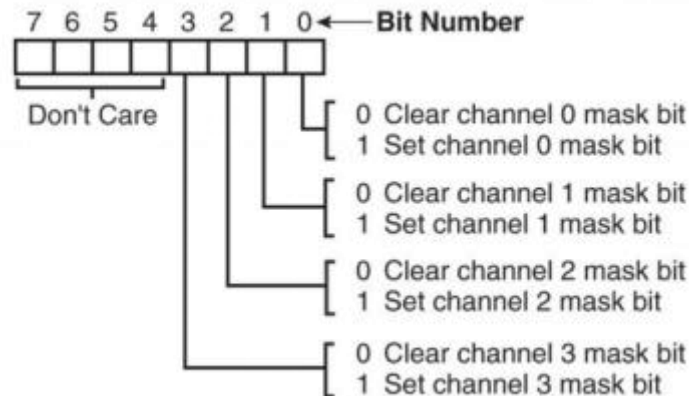 7 6 5 4 3 2 1 0 Bit Number
Don't Care
0 Clear channel 0 mask bit
1 Set channel 0 mask bit
0 Clear channel 1 mask bit
1 Set channel 1 mask bit
0 Clear channel 2 mask bit
1 Set channel 2 mask bit
0 Clear channel 3 mask bit
1 Set channel 3 mask bit